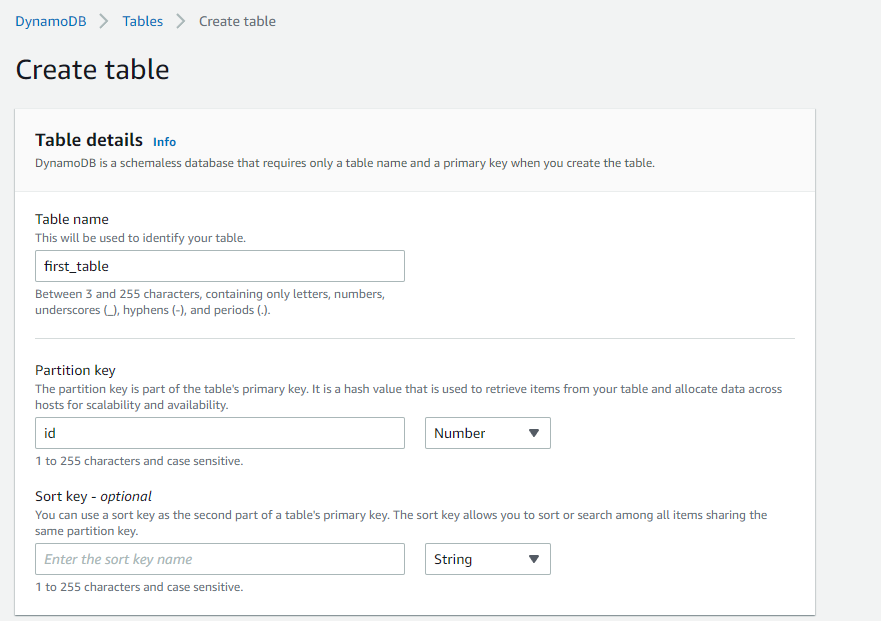 DynamoDB > Tables > Create table
Create table
Table details Info
DynamoDB is a schemaless database that requires only a table name and a primary key when you create the table.
Table name
This will be used to identify your table.
first_table
Between 3 and 255 characters, containing only letters, numbers,
underscores (_), hyphens (-), and periods (.).
Partition key
The partition key is part of the table's primary key. It is a hash value that is used to retrieve items from your table and allocate data across
hosts for scalability and availability.
id Number
1 to 255 characters and case sensitive.
Sort key - optional
You can use a sort key as the second part of a table's primary key. The sort key allows you to sort or search among all items sharing the
same partition key.
Enter the sort key name String
1 to 255 characters and case sensitive.